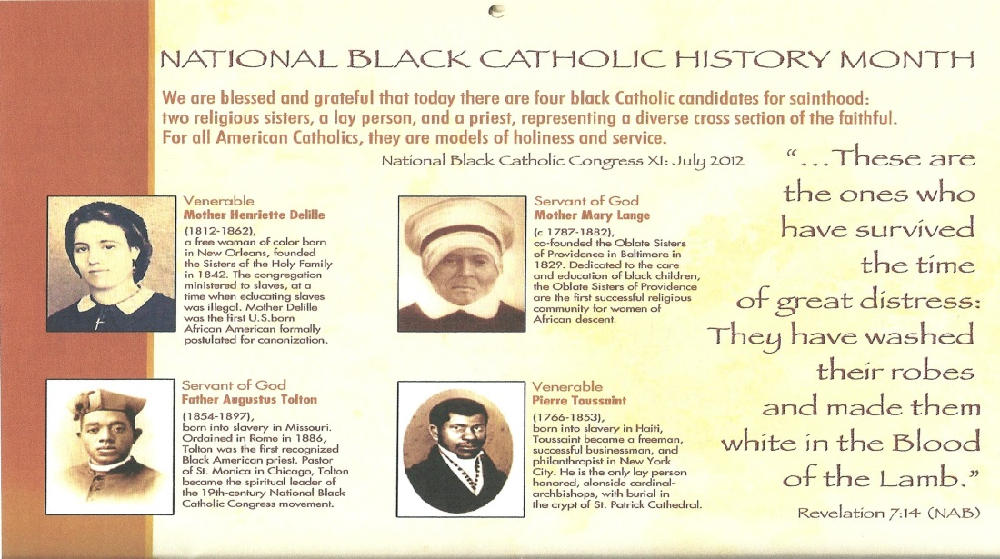 NATIONAL BLACK CATHOLIC HISTORY MONTH
We are blessed and grateful that today there are four black Catholic candidates for sainthood:
two religious sisters, a lay person, and a priest, representing a diverse cross section of the faithful.
For all American Catholics, they are models of holiness and service.
National Black Catholic Congress XI: July 2012
Venerable
Mother Henriette Delille
(1812-1862),
a free woman of color born
in New Orleans, founded
the Sisters of the Holy Family
in 1842. The congregation
ministered to slaves, at a
time when educating slaves
was illegal. Mother Delille
was the first U.S.born
African American formally
postulated for canonization.
Servant of God
Mother Mary Lange
(c 1787-1882),
co-founded the Oblate Sisters
of Providence in Baltimore in
1829. Dedicated to the care
and education of black children,
the Oblate Sisters of Providence
are the first successful religious
community for women of
African descent.
Servant of God
Father Augustus Tolton
(1854-1897),
born into slavery in Missouri.
Ordained in Rome in 1886,
Tolton was the first recognized
Black American priest. Pastor
of St. Monica in Chicago, Tolton
became the spiritual leader of
the 19th-century National Black
Catholic Congress movement.
Venerable
Pierre Toussaint
(1766-1853),
born into slavery in Haiti,
Toussaint became a freeman,
successful businessman, and
philanthropist in New York
City. He is the only lay person
honored, alonside cardinal-
archbishops, with burial in
the crypt of St. Patrick Cathedral.
“...These are
the ones who
have survived
the time
of great distress:
They have washed
their robes
and made them
white in the Blood
of the Lamb.”
Revelation 7:14 (NAB)